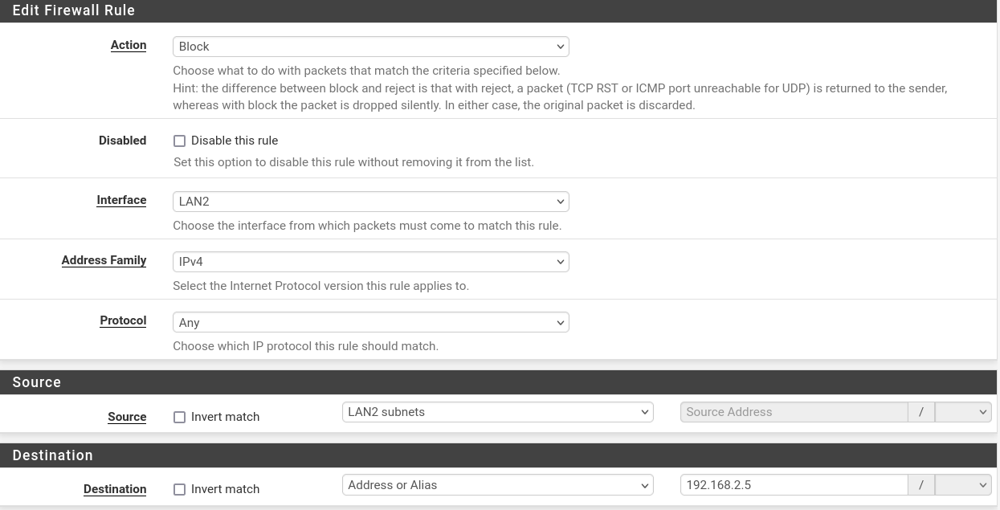 Edit Firewall Rule
Action
Block
Choose what to do with packets that match the criteria specified below.
Hint: the difference between block and reject is that with reject, a packet (TCP RST or ICMP port unreachable for UDP) is returned to the sender,
whereas with block the packet is dropped silently. In either case, the original packet is discarded.
Disabled
Disable this rule
Set this option to disable this rule without removing it from the list.
Interface
LAN2
Choose the interface from which packets must come to match this rule.
Address Family
IPv4
Select the Internet Protocol version this rule applies to.
Protocol
Any
Choose which IP protocol this rule should match.
Source
Source
Invert match
LAN2 subnets
Source Address
/
Destination
Destination
Invert match
Address or Alias
192.168.2.5
/